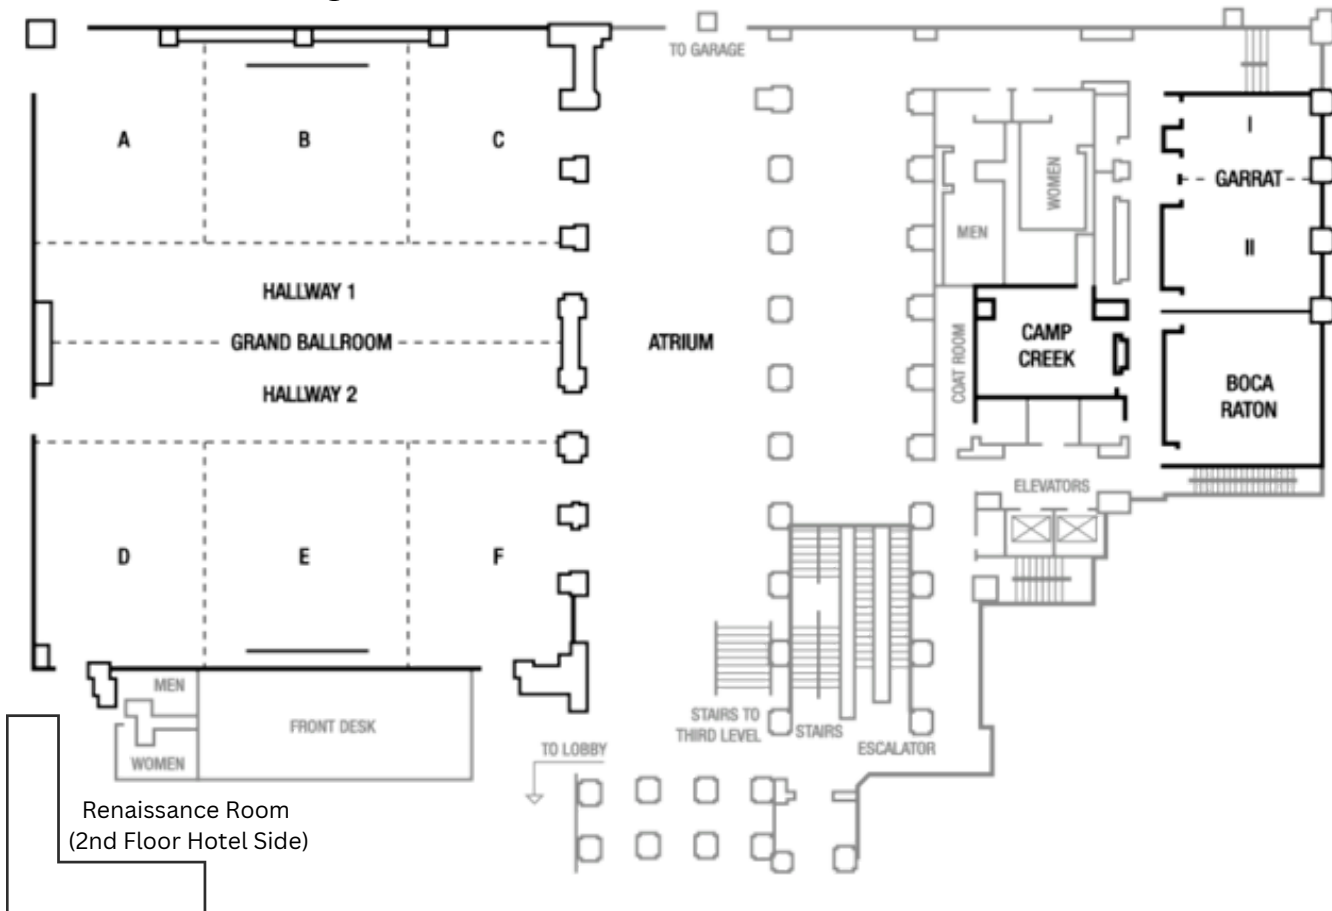 TO GARAGE
A
B
C
I
GARRAT
II
MEN
WOMEN
HALLWAY 1
GRAND BALLROOM
HALLWAY 2
ATRIUM
COAT ROOM
CAMP
CREEK
BOCA
RATON
ELEVATORS
D
E
F
MEN
WOMEN
FRONT DESK
TO LOBBY
STAIRS TO
THIRD LEVEL
STAIRS
ESCALATOR
Renaissance Room
(2nd Floor Hotel Side)